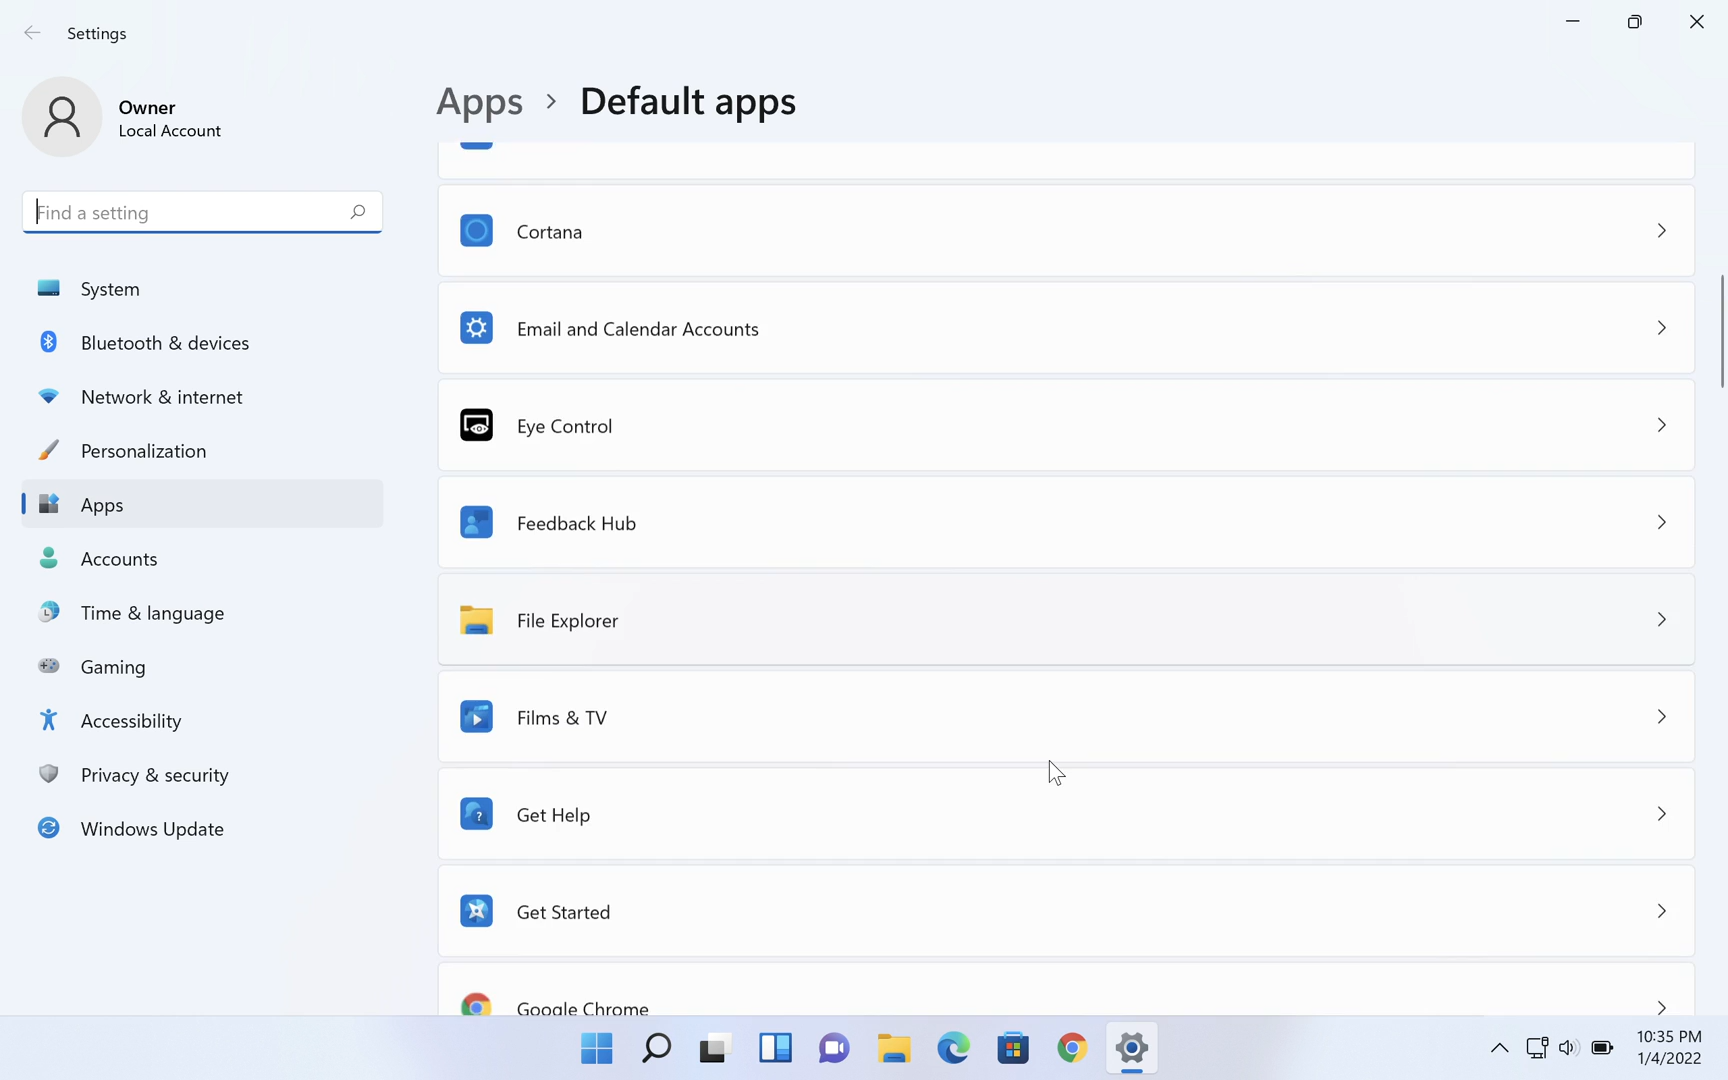 Settings
Owner
Local Account
Find a setting
System
Bluetooth & devices
Network & internet
Personalization
Apps
Accounts
Time & language
Gaming
Accessibility
Privacy & security
Windows Update
Apps > Default apps
Cortana
Email and Calendar Accounts
Eye Control
Feedback Hub
File Explorer
Films & TV
Get Help
Get Started
Google Chrome
10:35 PM
1/4/2022